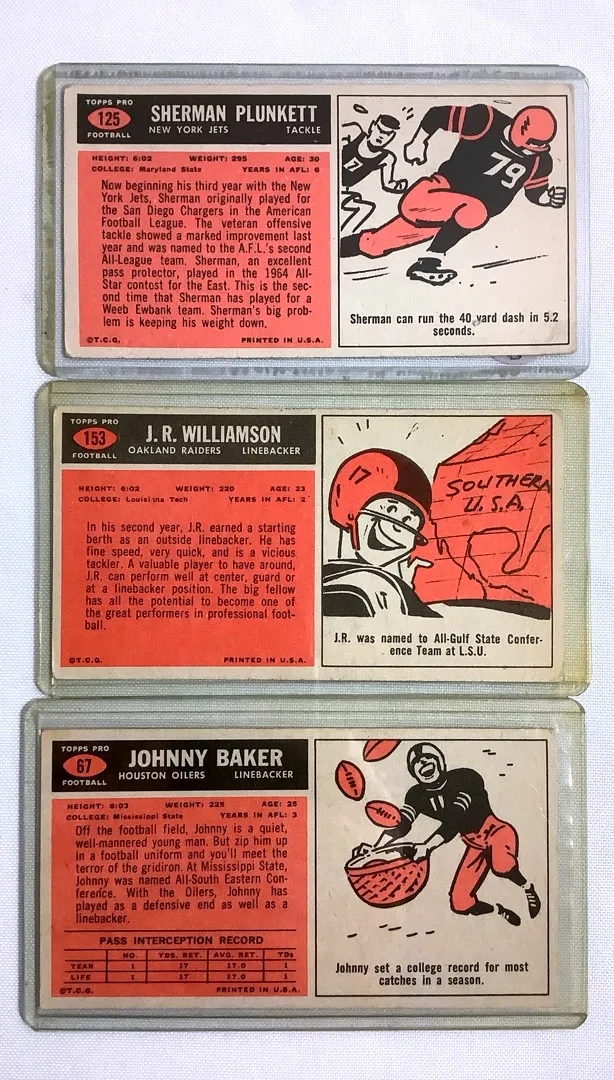 TOPPS PRO
125
FOOTBALL
SHERMAN PLUNKETT
NEW YORK JETS TACKLE
HEIGHT: 6:02 WEIGHT: 295 AGE: 30
COLLEGE: Maryland State YEARS IN AFL: 6
Now beginning his third year with the New
York Jets, Sherman originally played for
the San Diego Chargers in the American
Football League. The veteran offensive
tackle showed a marked improvement last
year and was named to the A.F.L.'s second
All-League team. Sherman, an excellent
pass protector, played in the 1964 All-
Star contest for the East. This is the sec-
ond time that Sherman has played for a
Weeb Ewbank team. Sherman's big prob-
lem is keeping his weight down.
©T.C.G. PRINTED IN U.S.A.
79
Sherman can run the 40 yard dash in 5.2
seconds.
TOPPS PRO
153
FOOTBALL
J. R. WILLIAMSON
OAKLAND RAIDERS LINEBACKER
HEIGHT: 6:02 WEIGHT: 220 AGE: 23
COLLEGE: Louisiana Tech YEARS IN AFL: 2
In his second year, J.R. earned a starting
berth as an outside linebacker. He has
fine speed, very quick, and is a vicious
tackler. A valuable player to have around,
J.R. can perform well at center, guard or
at a linebacker position. The big fellow
has all the potential to become one of
the great performers in professional foot-
ball.
©T.C.G. PRINTED IN U.S.A.
17
SOUTHERN
U.S.A.
J.R. was named to All-Gulf State Confer-
ence Team at L.S.U.
TOPPS PRO
67
FOOTBALL
JOHNNY BAKER
HOUSTON OILERS LINEBACKER
HEIGHT: 6:03 WEIGHT: 225 AGE: 25
COLLEGE: Mississippi State YEARS IN AFL: 3
Off the football field, Johnny is a quiet,
well-mannered young man. But zip him up
in a football uniform and you'll meet the
terror of the gridiron. At Mississippi State,
Johnny was named All-South Eastern Con-
ference. With the Oilers, Johnny has
played as a defensive end as well as a
linebacker.
PASS INTERCEPTION RECORD
NO. YDS. RET. AVG. RET. TDs
YEAR 1 17 17.0 1
LIFE 1 17 17.0 1
©T.C.G. PRINTED IN U.S.A.
11
Johnny set a college record for most
catches in a season.